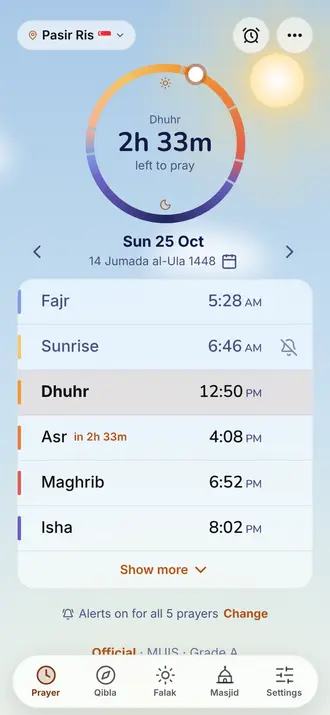 Pasir Ris
Dhuhr
2h 33m
left to pray
Sun 25 Oct
14 Jumada al-Ula 1448
Fajr 5:28 AM
Sunrise 6:46 AM
Dhuhr 12:50 PM
Asr in 2h 33m 4:08 PM
Maghrib 6:52 PM
Isha 8:02 PM
Show more
Alerts on for all 5 prayers Change
Official · MUIS · Grade A
Prayer Qibla Falak Masjid Settings